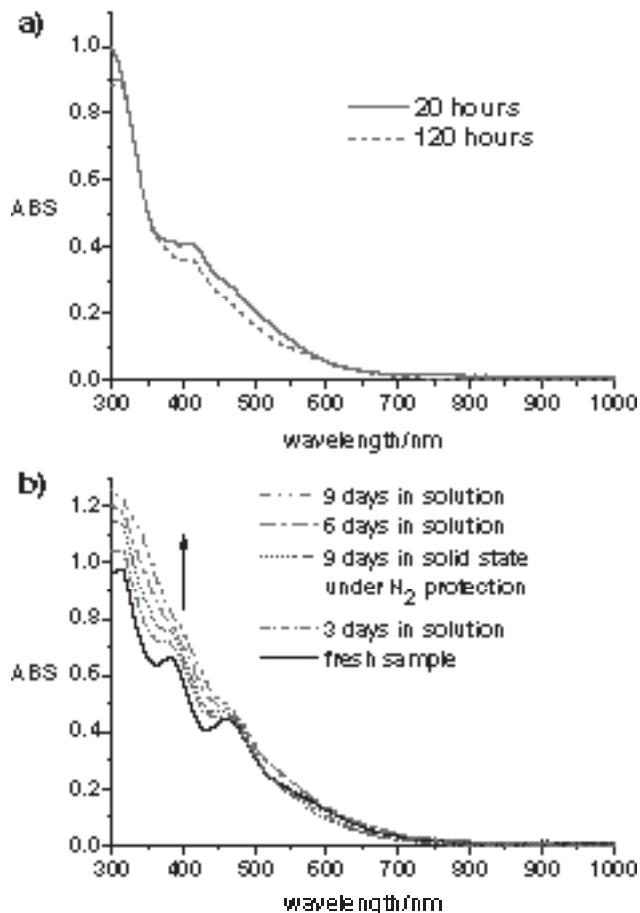 a)
1.0
0.8
0.6
ABS
0.4
0.2
0.0
20 hours
120 hours
300 400 500 600 700 800 900 1000
wavelength/nm
b)
1.2
1.0
0.8
ABS
0.6
0.4
0.2
0.0
9 days in solution
6 days in solution
9 days in solid state
under N2 protection
3 days in solution
fresh sample
300 400 500 600 700 800 900 1000
wavelength/nm